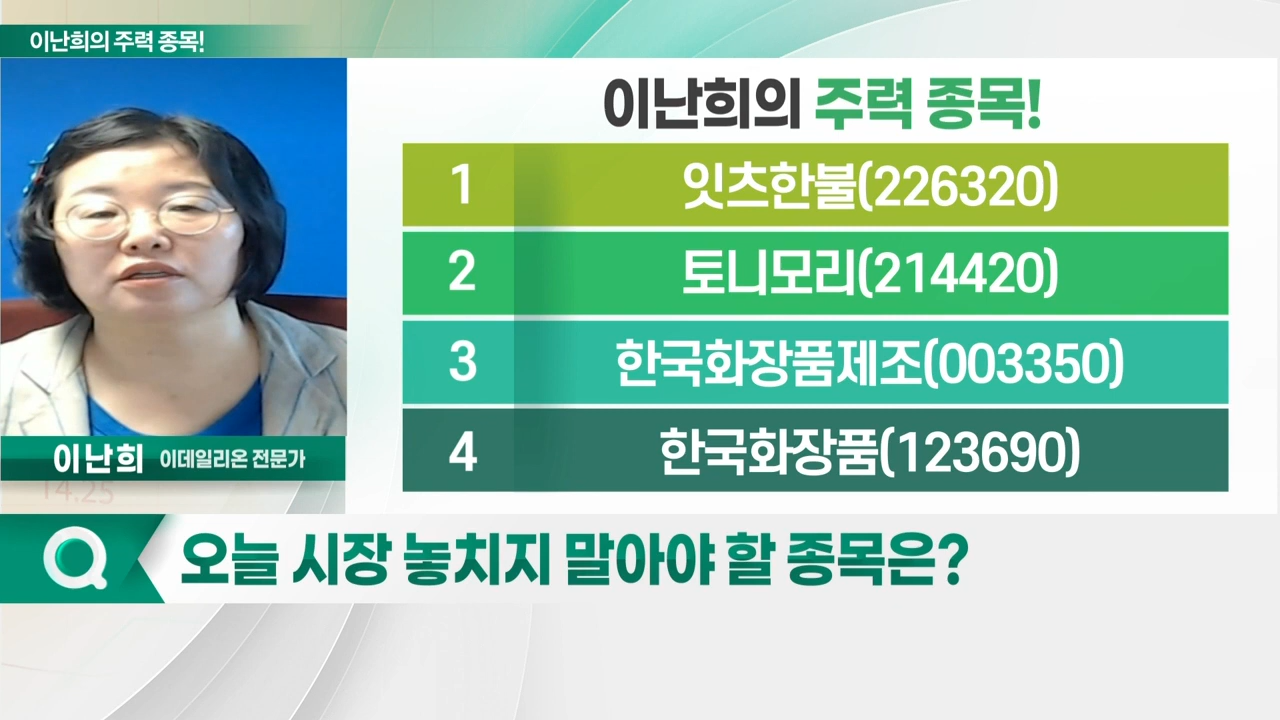 이난희의 주력 종목!
이난희의 주력 종목!
1 잇츠한불(226320)
2 토니모리(214420)
3 한국화장품제조(003350)
4 한국화장품(123690)
이난희 이데일리온 전문가
14.25
오늘 시장 놓치지 말아야 할 종목은?